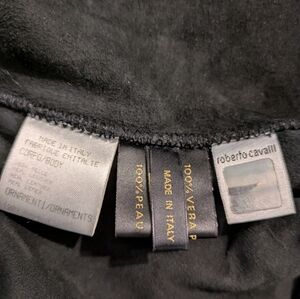 MADE IN ITALY
FABRIQUE EN ITALIE
CORPO/BODY
ORNAMENTI/ORNAMENTS
100% PEAU
MADE IN ITALY
100% VERA P
roberto cavalli